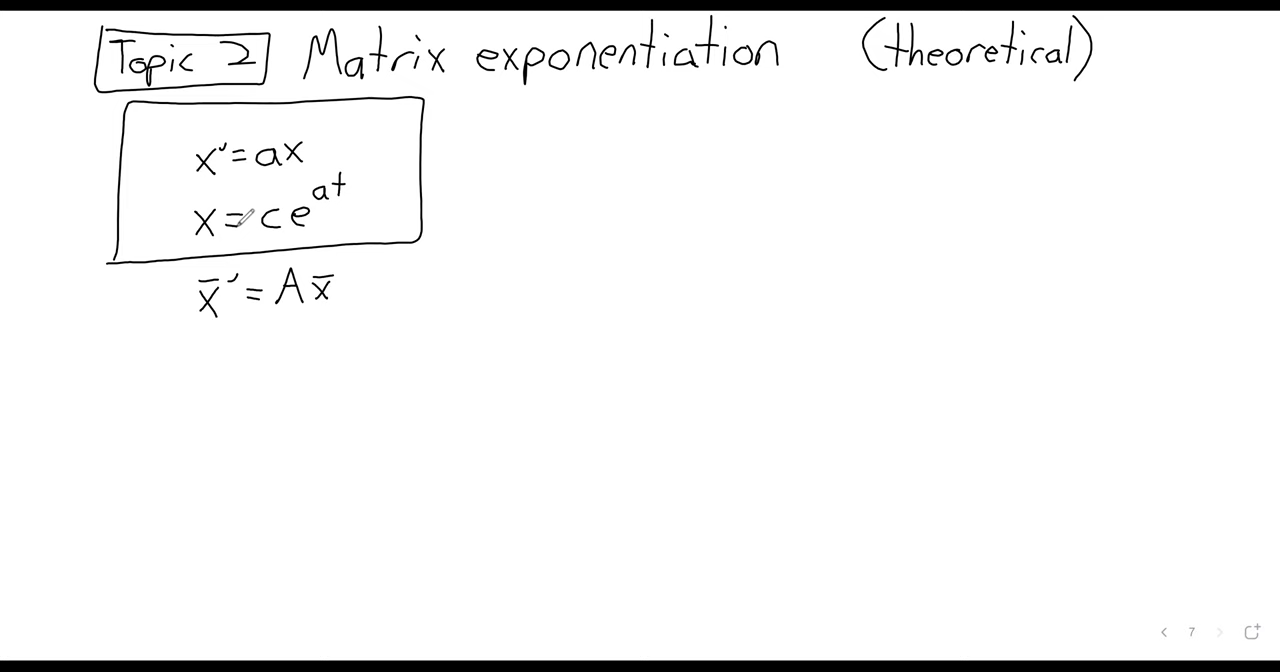 Topic 2 Matrix exponentiation (theoretical)
x' = ax
x = ce^{at}
x̄' = Ax̄
< 7 >